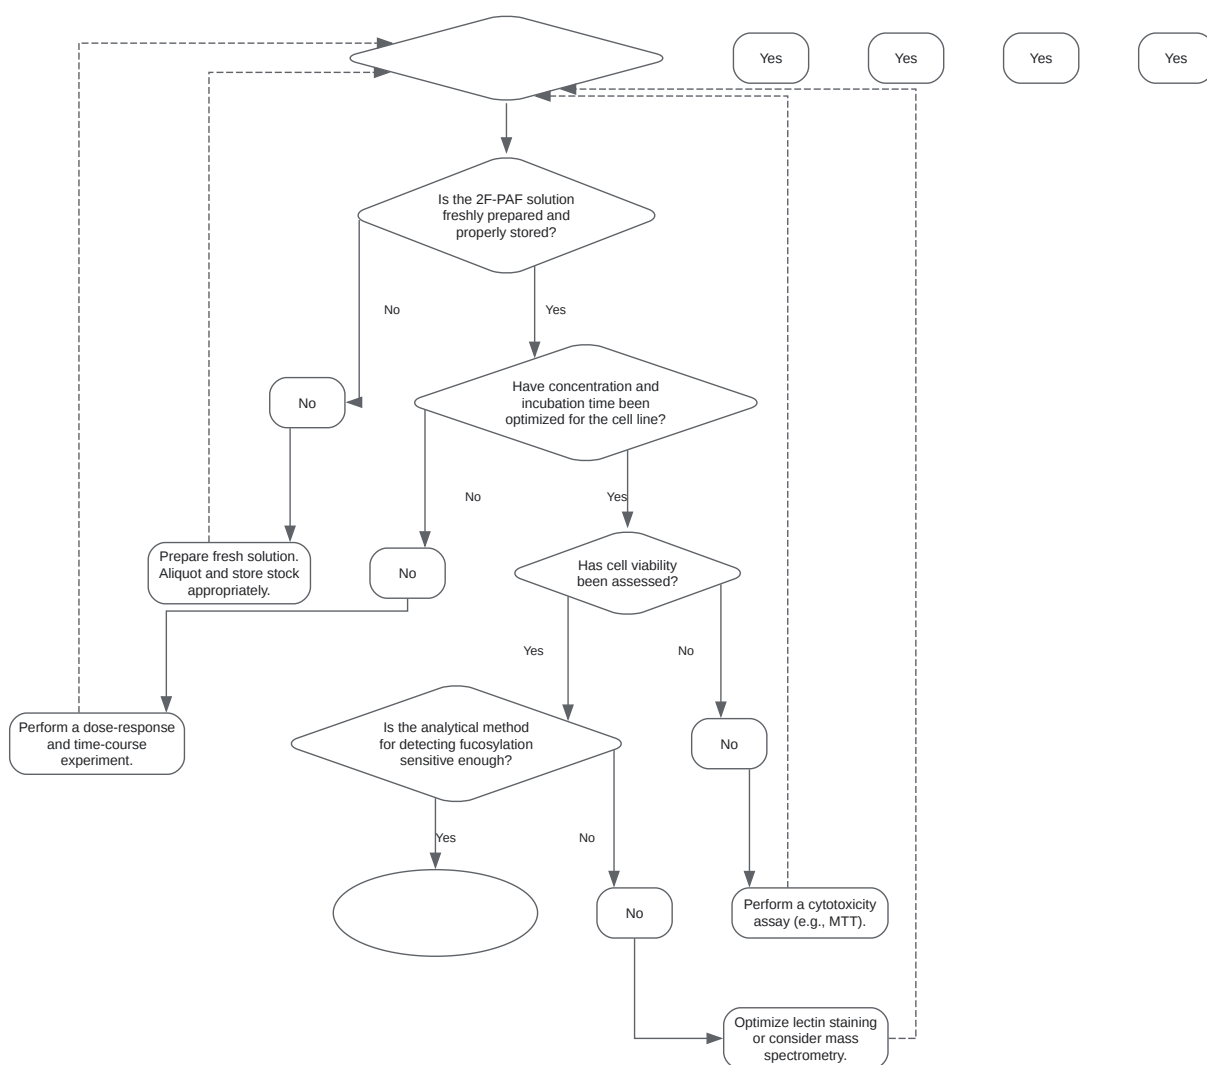 Yes
Yes
Yes
Yes
Is the 2F-PAF solution
freshly prepared and
properly stored?
No
Yes
Have concentration and
incubation time been
optimized for the cell line?
No
No
Yes
Prepare fresh solution.
Aliquot and store stock
appropriately.
No
Has cell viability
been assessed?
Yes
No
Perform a dose-response
and time-course
experiment.
Is the analytical method
for detecting fucosylation
sensitive enough?
No
Yes
No
No
Perform a cytotoxicity
assay (e.g., MTT).
Optimize lectin staining
or consider mass
spectrometry.